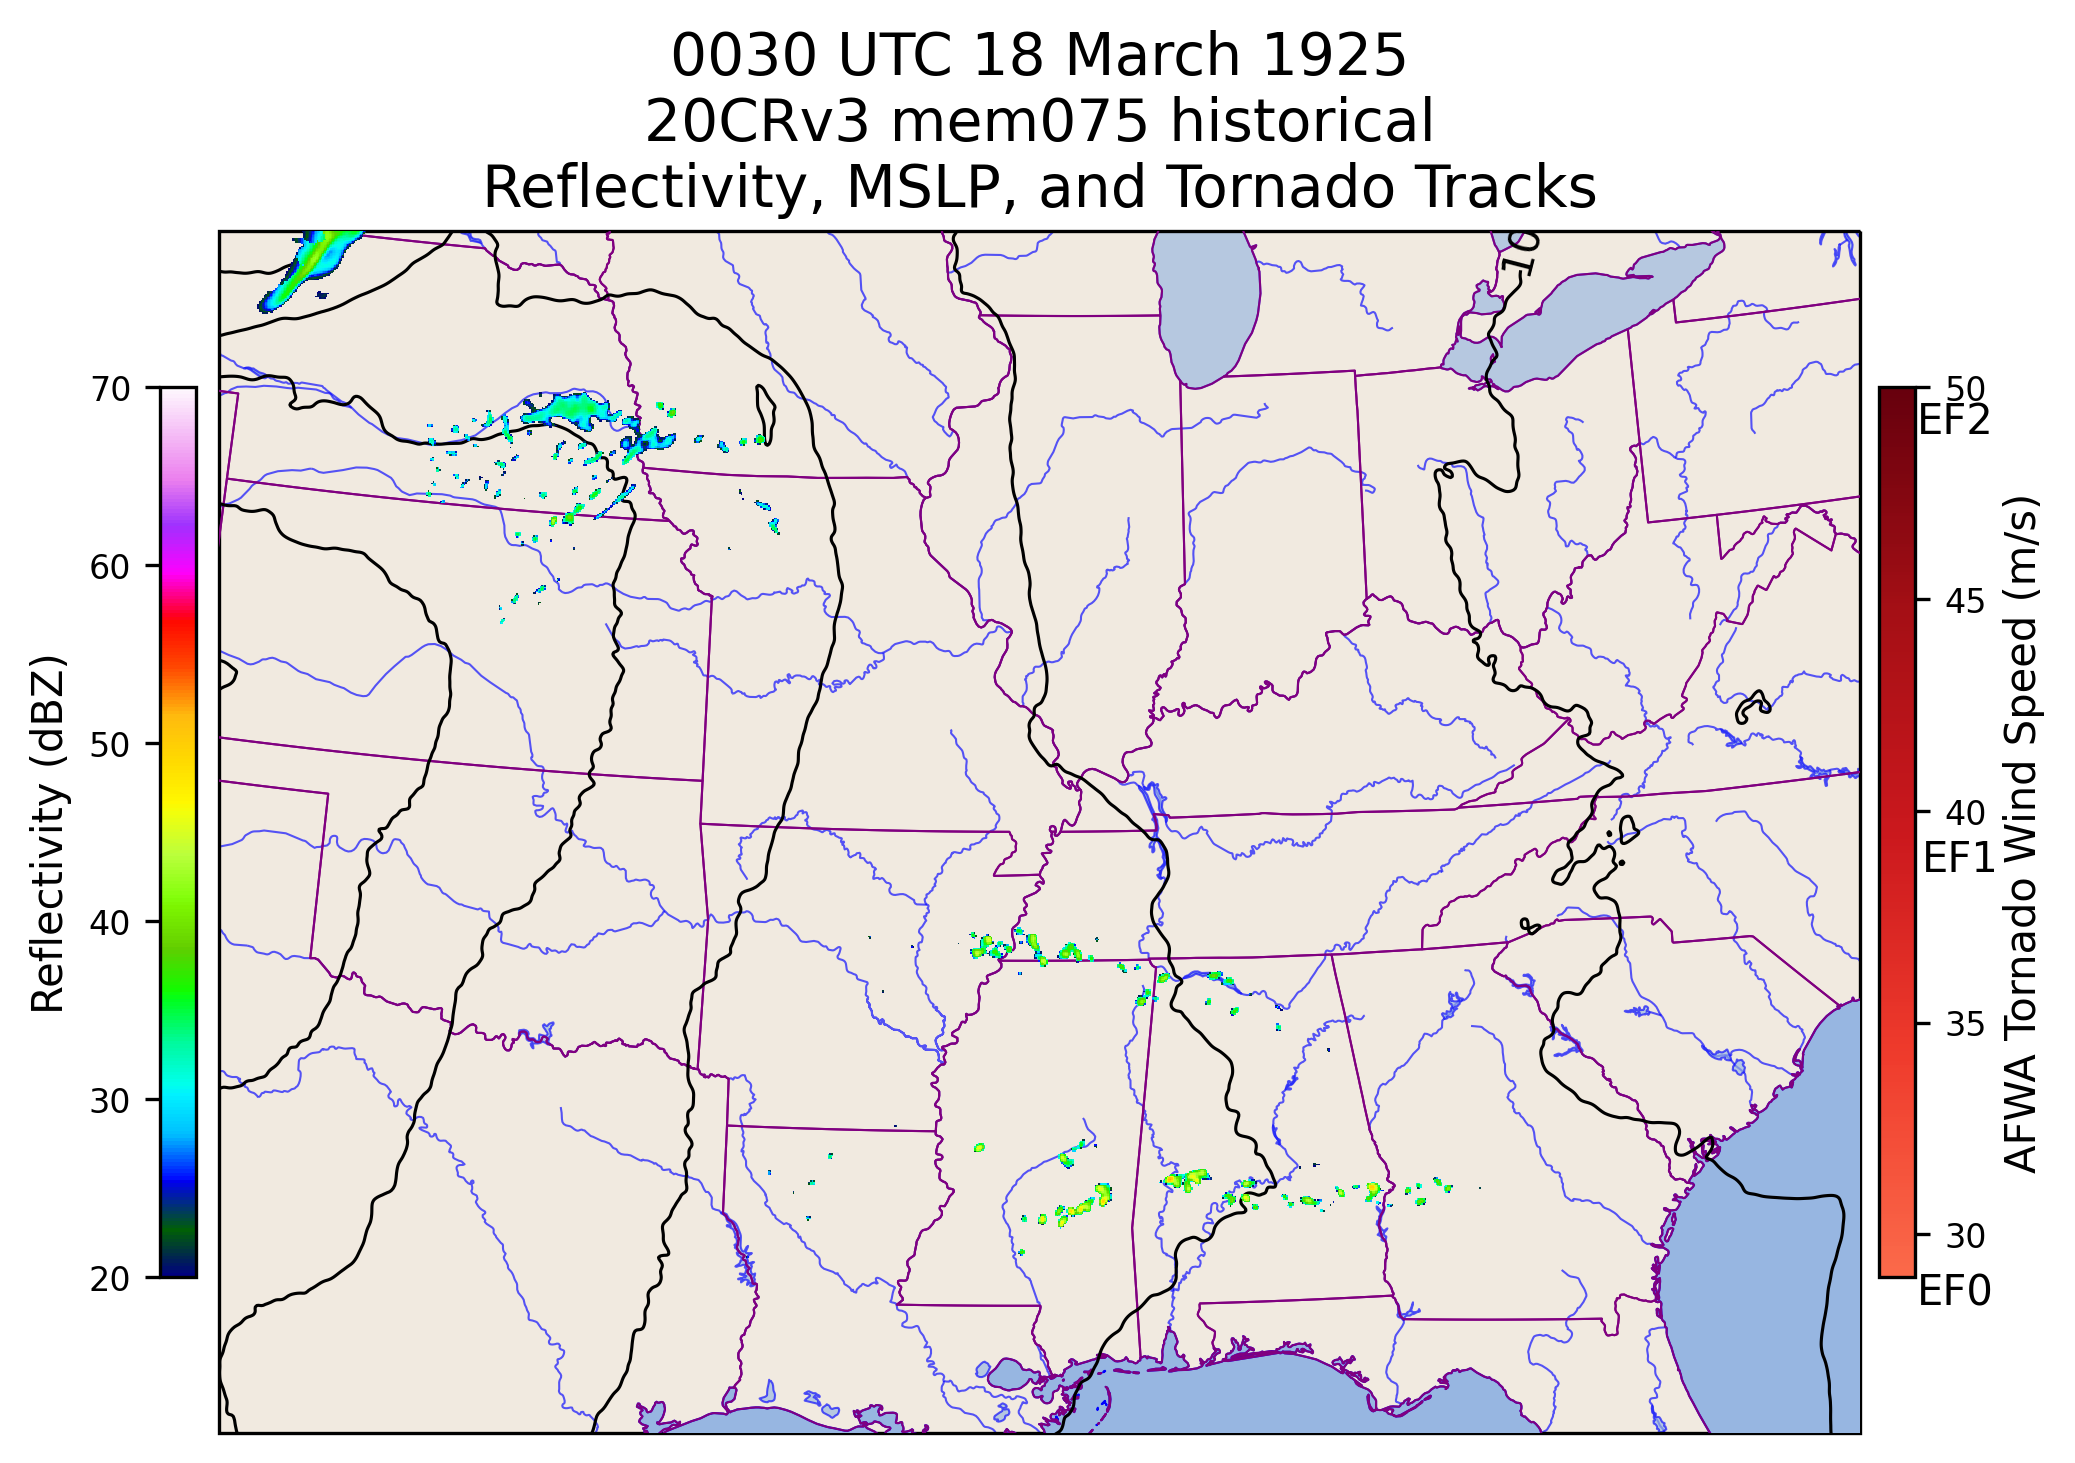 0030 UTC 18 March 1925
20CRv3 mem075 historical
Reflectivity, MSLP, and Tornado Tracks
10
70
60
50
40
30
20
Reflectivity (dBZ)
50
EF2
45
40
EF1
35
30
EF0
AFWA Tornado Wind Speed (m/s)